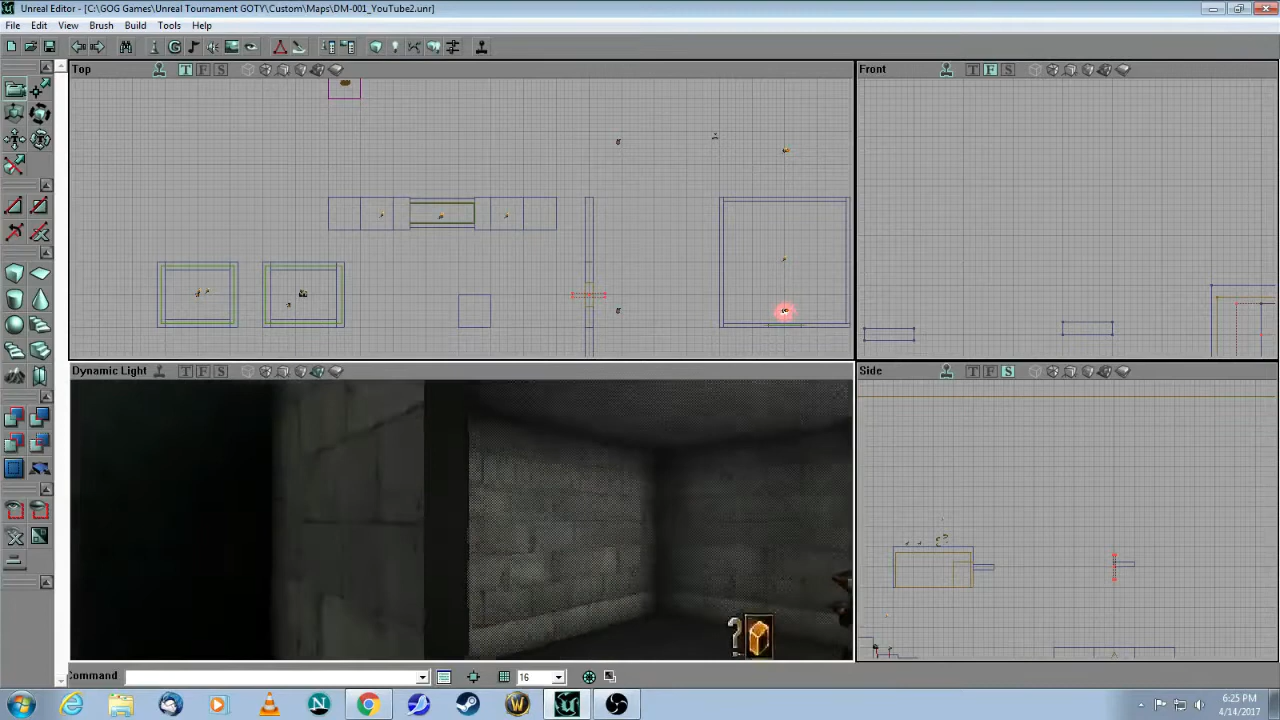 Unreal Editor - [C:\GOG Games\Unreal Tournament GOTY\Custom\Maps\DM-001_YouTube2.unr]
File Edit View Brush Build Tools Help
Top T F S
Front T F S
Dynamic Light T F S
Side T F S
Command 16
6:25 PM
4/14/2017